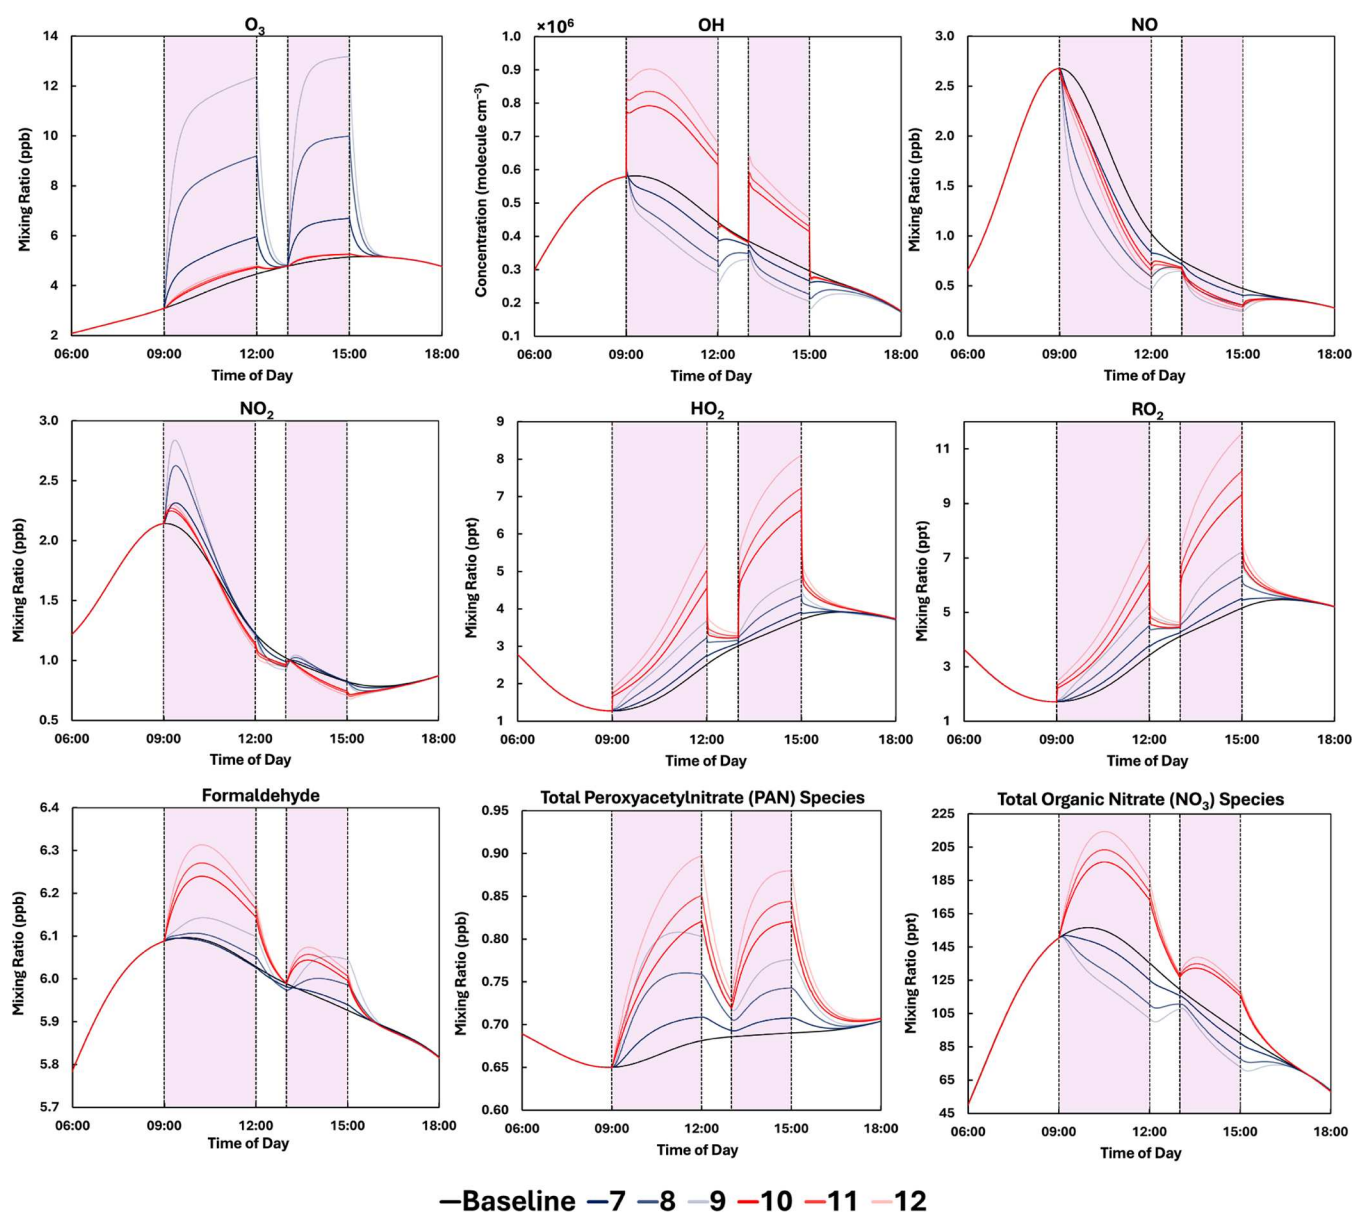 O₃
Mixing Ratio (ppb)
14
12
10
8
6
4
2
06:00 09:00 12:00 15:00 18:00
Time of Day
OH
×10⁶
Concentration (molecule cm⁻³)
1.0
0.9
0.8
0.7
0.6
0.5
0.4
0.3
0.2
0.1
06:00 09:00 12:00 15:00 18:00
Time of Day
NO
Mixing Ratio (ppb)
3.0
2.5
2.0
1.5
1.0
0.5
0.0
06:00 09:00 12:00 15:00 18:00
Time of Day
NO₂
Mixing Ratio (ppb)
3.0
2.5
2.0
1.5
1.0
0.5
06:00 09:00 12:00 15:00 18:00
Time of Day
HO₂
Mixing Ratio (ppt)
9
8
7
6
5
4
3
2
1
06:00 09:00 12:00 15:00 18:00
Time of Day
RO₂
Mixing Ratio (ppt)
11
9
7
5
3
1
06:00 09:00 12:00 15:00 18:00
Time of Day
Formaldehyde
Mixing Ratio (ppb)
6.4
6.3
6.2
6.1
6.0
5.9
5.8
5.7
06:00 09:00 12:00 15:00 18:00
Time of Day
Total Peroxyacetylnitrate (PAN) Species
Mixing Ratio (ppb)
0.95
0.90
0.85
0.80
0.75
0.70
0.65
0.60
06:00 09:00 12:00 15:00 18:00
Time of Day
Total Organic Nitrate (NO₃) Species
Mixing Ratio (ppt)
225
205
185
165
145
125
105
85
65
45
06:00 09:00 12:00 15:00 18:00
Time of Day
Baseline 7 8 9 10 11 12